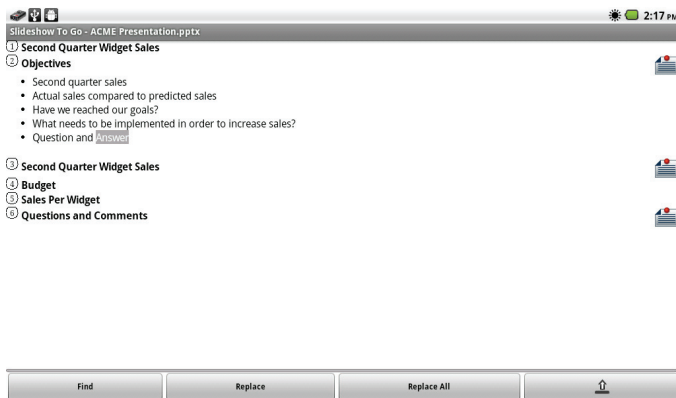 2:17 PM
Slideshow To Go - ACME Presentation.pptx
1 Second Quarter Widget Sales
2 Objectives
• Second quarter sales
• Actual sales compared to predicted sales
• Have we reached our goals?
• What needs to be implemented in order to increase sales?
• Question and Answer
3 Second Quarter Widget Sales
4 Budget
5 Sales Per Widget
6 Questions and Comments
Find Replace Replace All